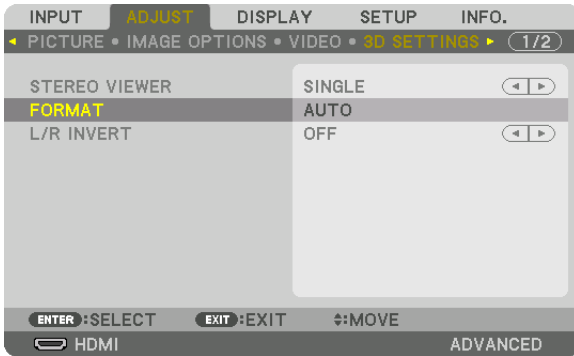 INPUT ADJUST DISPLAY SETUP INFO.
PICTURE • IMAGE OPTIONS • VIDEO • 3D SETTINGS 1/2
STEREO VIEWER SINGLE
FORMAT AUTO
L/R INVERT OFF
ENTER :SELECT EXIT :EXIT :MOVE
HDMI ADVANCED